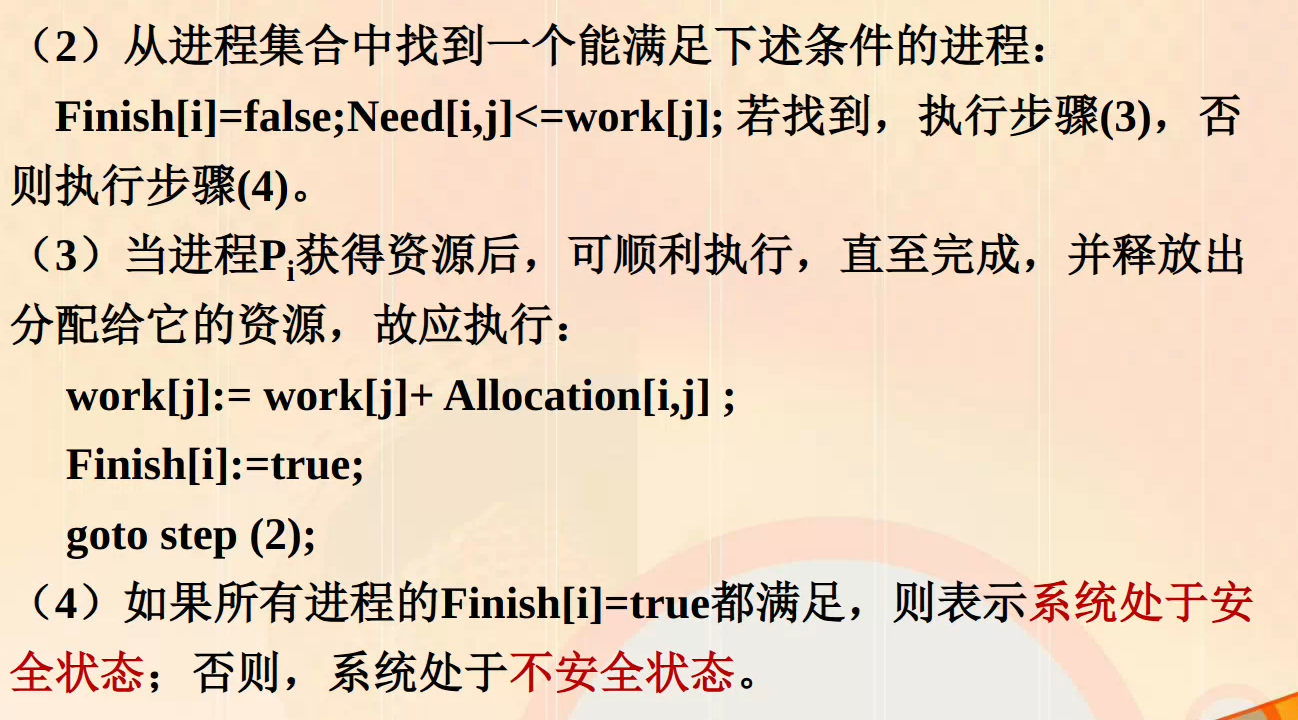 （2）从进程集合中找到一个能满足下述条件的进程：
Finish[i]=false;Need[i,j]<=work[j]; 若找到，执行步骤(3)，否
则执行步骤(4)。
（3）当进程Pi获得资源后，可顺利执行，直至完成，并释放出
分配给它的资源，故应执行：
work[j]:= work[j]+ Allocation[i,j] ;
Finish[i]:=true;
goto step (2);
（4）如果所有进程的Finish[i]=true都满足，则表示系统处于安
全状态；否则，系统处于不安全状态。